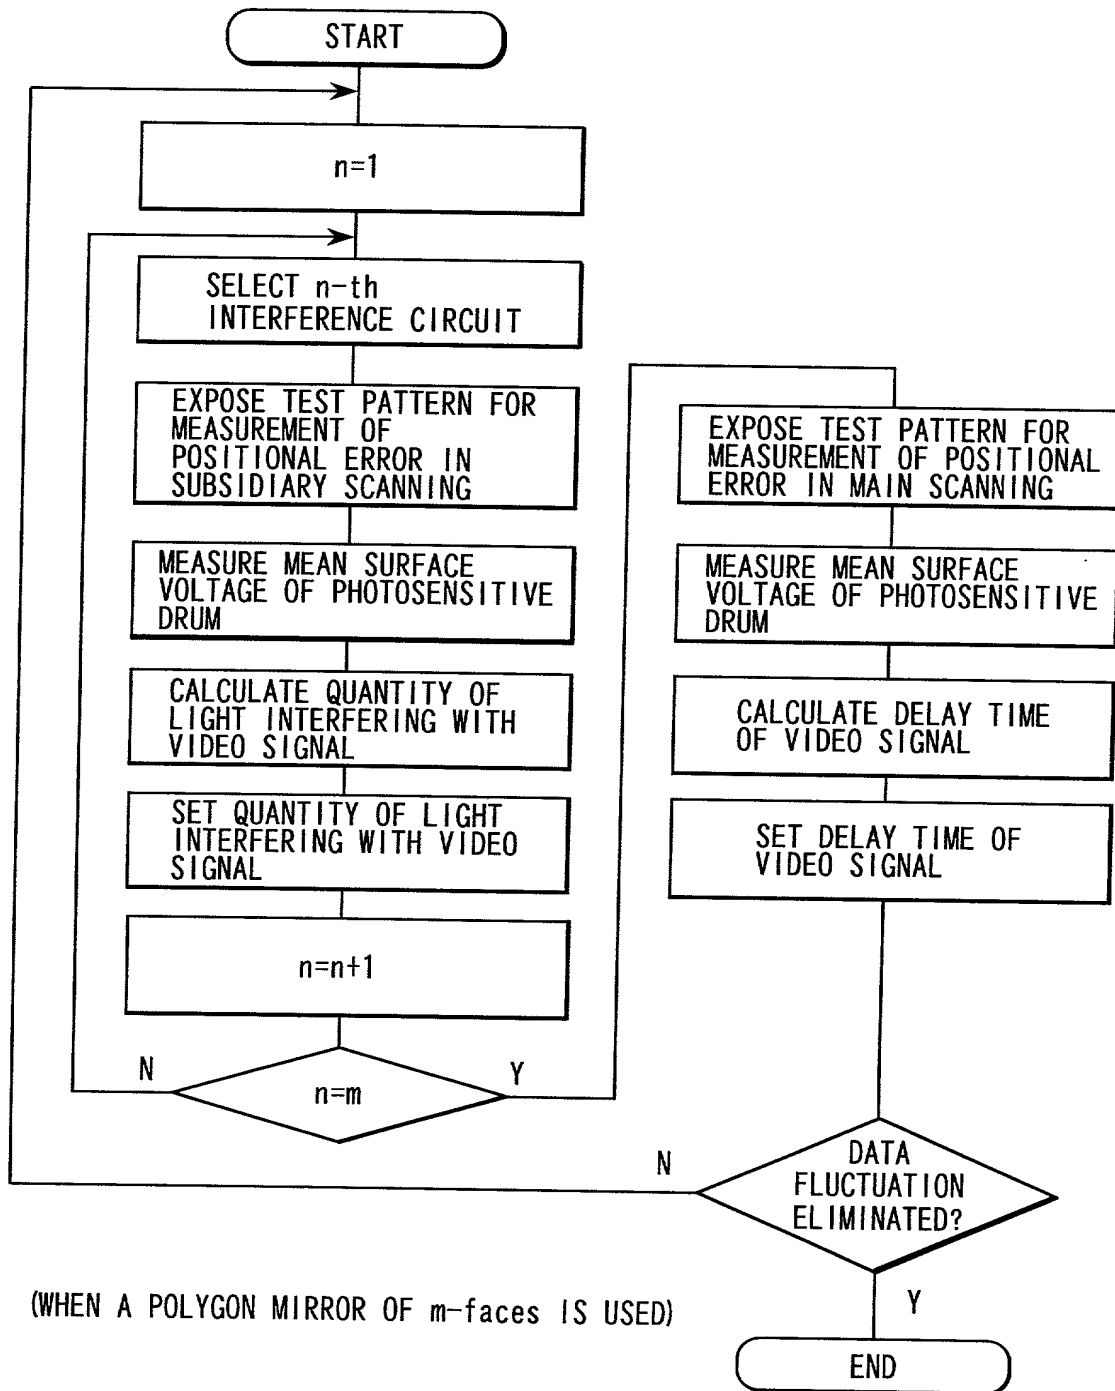 START
n=1
SELECT n-th
INTERFERENCE CIRCUIT
EXPOSE TEST PATTERN FOR
MEASUREMENT OF
POSITIONAL ERROR IN
SUBSIDIARY SCANNING
MEASURE MEAN SURFACE
VOLTAGE OF PHOTOSENSITIVE
DRUM
CALCULATE QUANTITY OF
LIGHT INTERFERING WITH
VIDEO SIGNAL
SET QUANTITY OF LIGHT
INTERFERING WITH VIDEO
SIGNAL
n=n+1
N
n=m
Y
EXPOSE TEST PATTERN FOR
MEASUREMENT OF POSITIONAL
ERROR IN MAIN SCANNING
MEASURE MEAN SURFACE
VOLTAGE OF PHOTOSENSITIVE
DRUM
CALCULATE DELAY TIME
OF VIDEO SIGNAL
SET DELAY TIME OF
VIDEO SIGNAL
N
DATA
FLUCTUATION
ELIMINATED?
Y
(WHEN A POLYGON MIRROR OF m-faces IS USED)
END